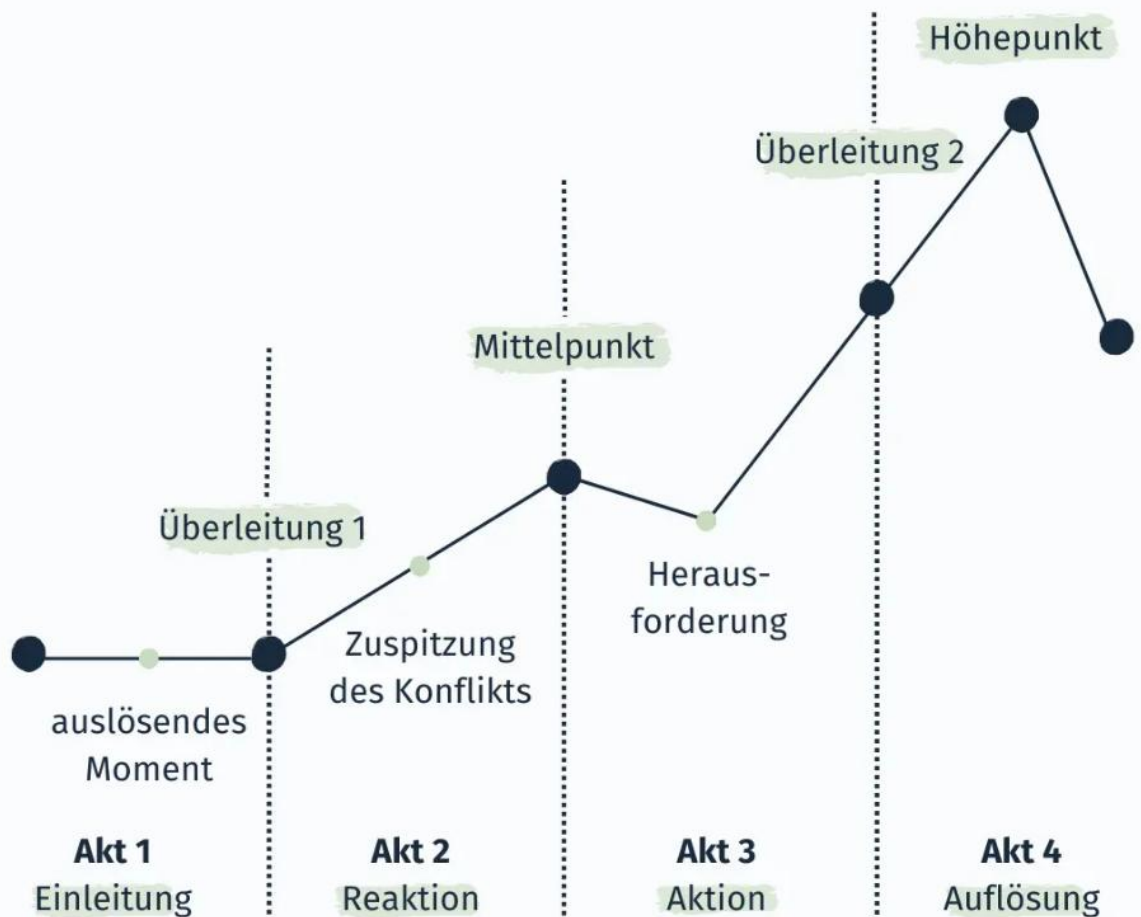 Höhepunkt
Überleitung 2
Mittelpunkt
Überleitung 1
Heraus-
forderung
Zuspitzung
des Konflikts
auslösendes
Moment
Akt 1
Einleitung
Akt 2
Reaktion
Akt 3
Aktion
Akt 4
Auflösung